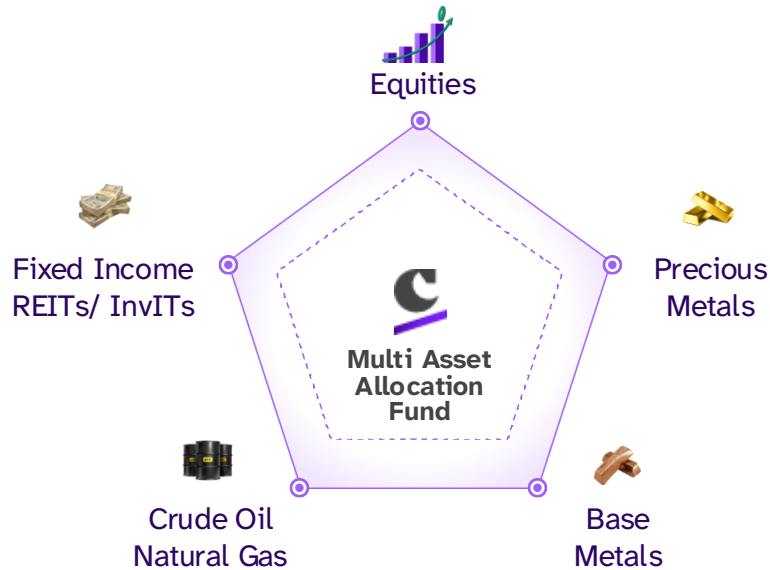 Equities
Fixed Income
REITs/ InvITs
Precious
Metals
Multi Asset
Allocation
Fund
Crude Oil
Natural Gas
Base
Metals